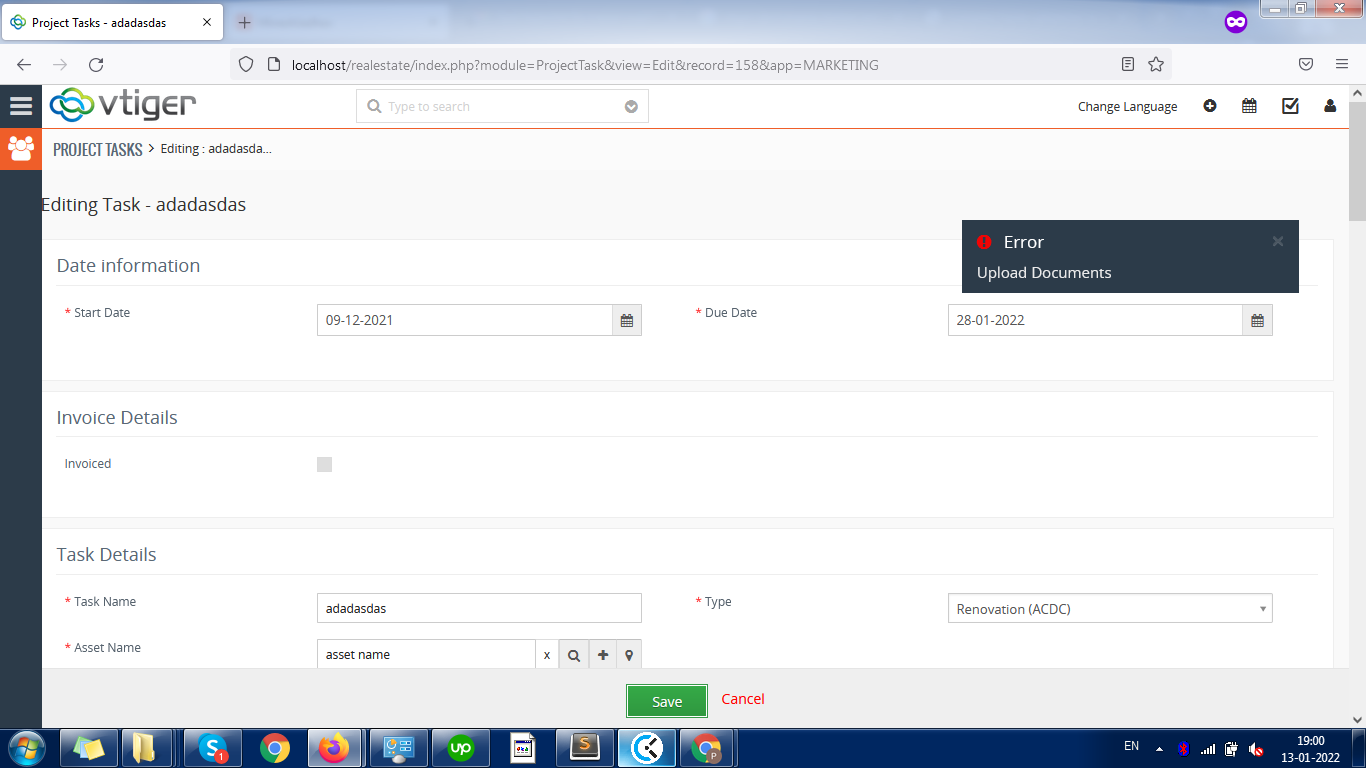 Project Tasks - adadasdas
localhost/realestate/index.php?module=ProjectTask&view=Edit&record=158&app=MARKETING
vtiger
Type to search
Change Language
PROJECT TASKS > Editing : adadasda...
Editing Task - adadasdas
Error
Upload Documents
Date information
* Start Date
09-12-2021
* Due Date
28-01-2022
Invoice Details
Invoiced
Task Details
* Task Name
adadasdas
* Type
Renovation (ACDC)
* Asset Name
asset name
x
Save
Cancel
S
1
up
S
P
EN
19:00
13-01-2022